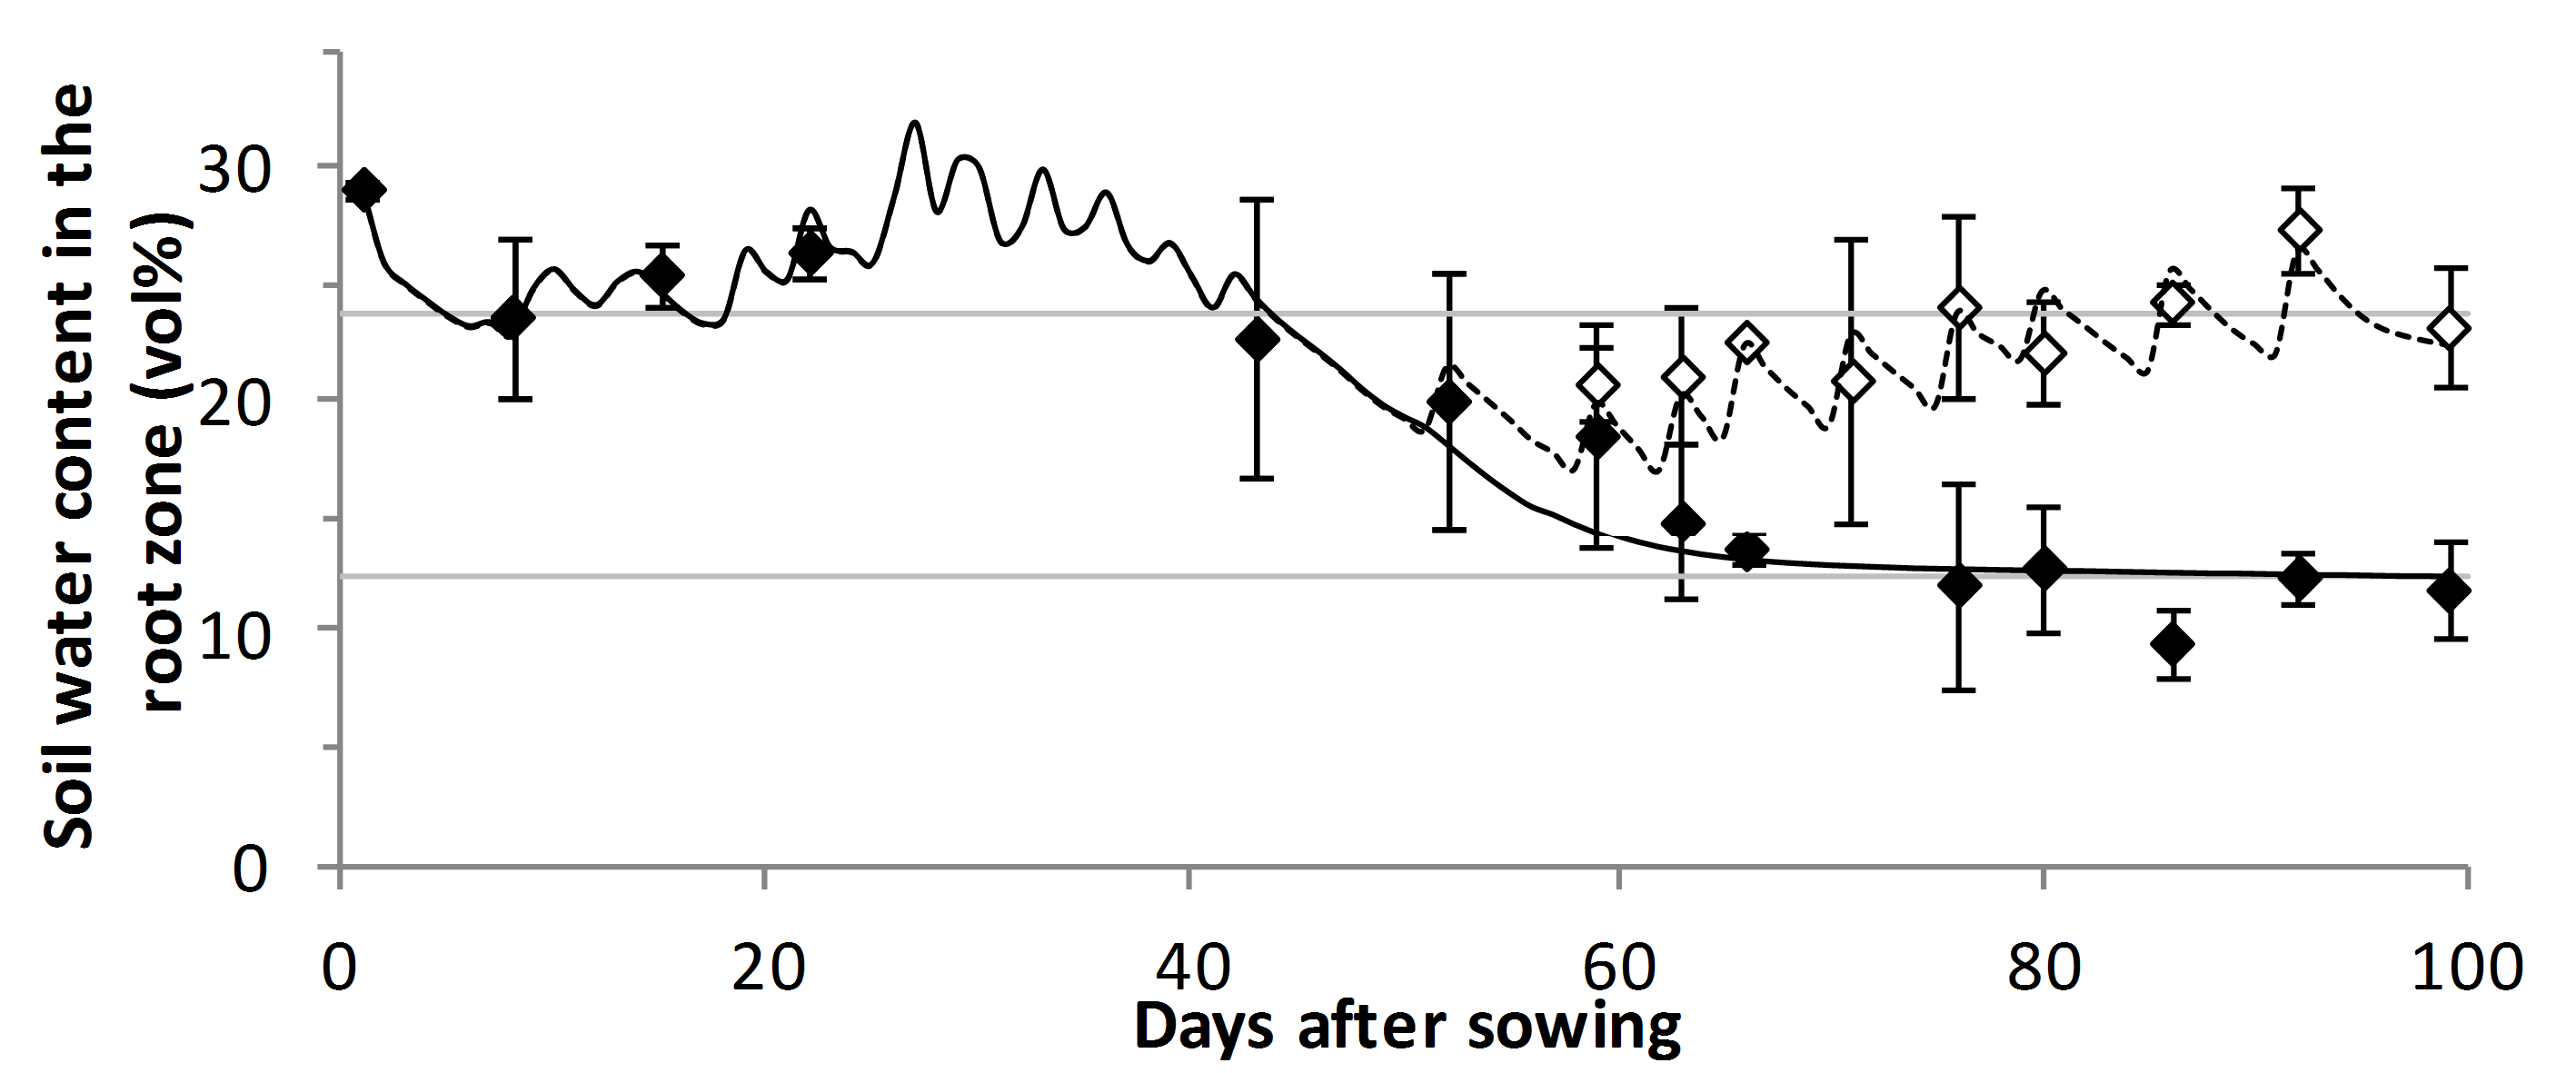 Soil water content in the
root zone (vol%)
30
20
10
0
0 20 40 60 80 100
Days after sowing